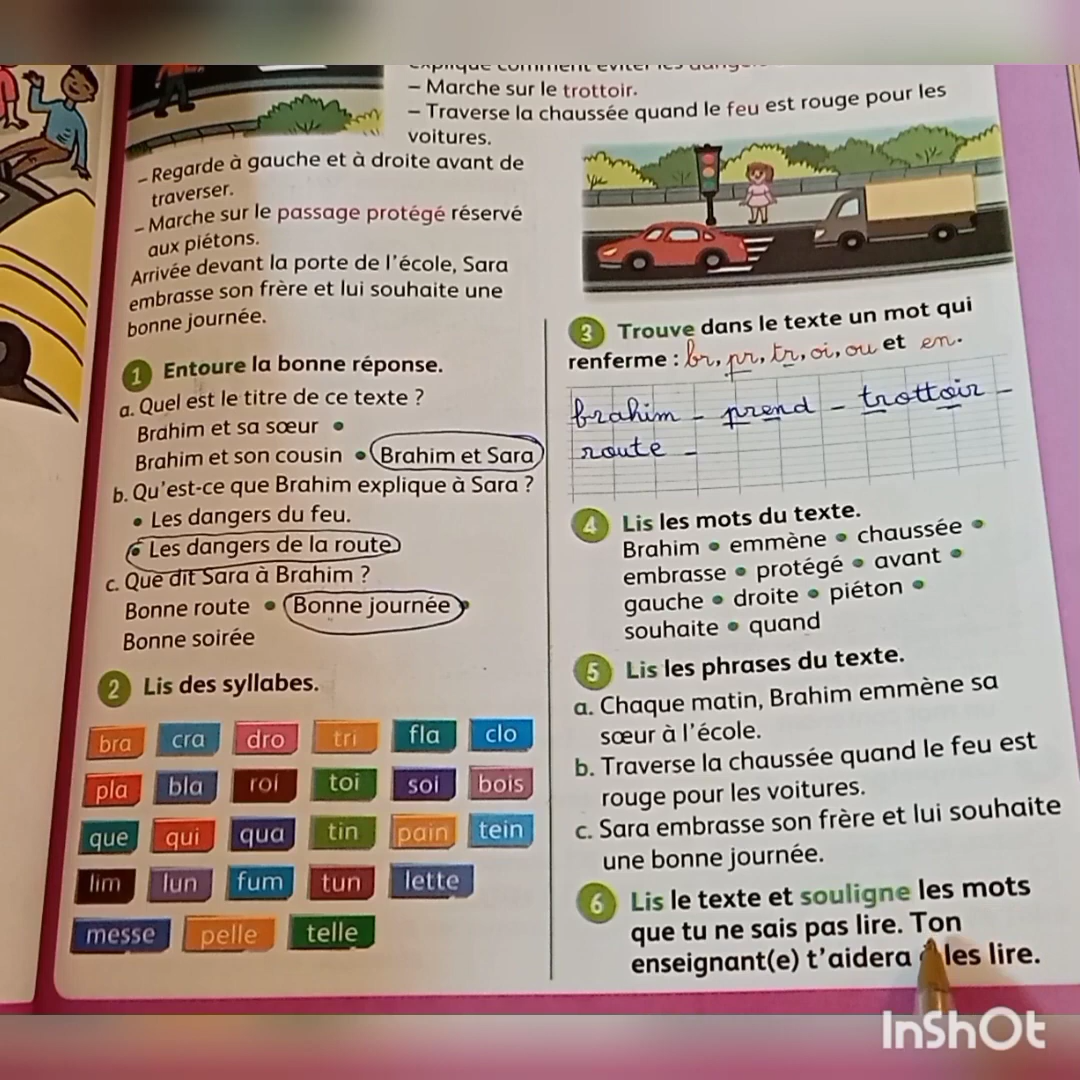 explique comment éviter les dangers
– Marche sur le trottoir.
– Traverse la chaussée quand le feu est rouge pour les
voitures.
– Regarde à gauche et à droite avant de
traverser.
– Marche sur le passage protégé réservé
aux piétons.
Arrivée devant la porte de l'école, Sara
embrasse son frère et lui souhaite une
bonne journée.
1 Entoure la bonne réponse.
a. Quel est le titre de ce texte ?
Brahim et sa sœur •
Brahim et son cousin • Brahim et Sara
b. Qu'est-ce que Brahim explique à Sara ?
• Les dangers du feu.
• Les dangers de la route.
c. Que dit Sara à Brahim ?
Bonne route • Bonne journée •
Bonne soirée
2 Lis des syllabes.
bra cra dro tri fla clo
pla bla roi toi soi bois
que qui qua tin pain tein
lim lun fum tun lette
messe pelle telle
3 Trouve dans le texte un mot qui
renferme : br, pr, tr, oi, ou et en.
brahim – prend – trottoir –
route –
4 Lis les mots du texte.
Brahim • emmène • chaussée •
embrasse • protégé • avant •
gauche • droite • piéton •
souhaite • quand
5 Lis les phrases du texte.
a. Chaque matin, Brahim emmène sa
sœur à l'école.
b. Traverse la chaussée quand le feu est
rouge pour les voitures.
c. Sara embrasse son frère et lui souhaite
une bonne journée.
6 Lis le texte et souligne les mots
que tu ne sais pas lire. Ton
enseignant(e) t'aidera à les lire.
InShOt